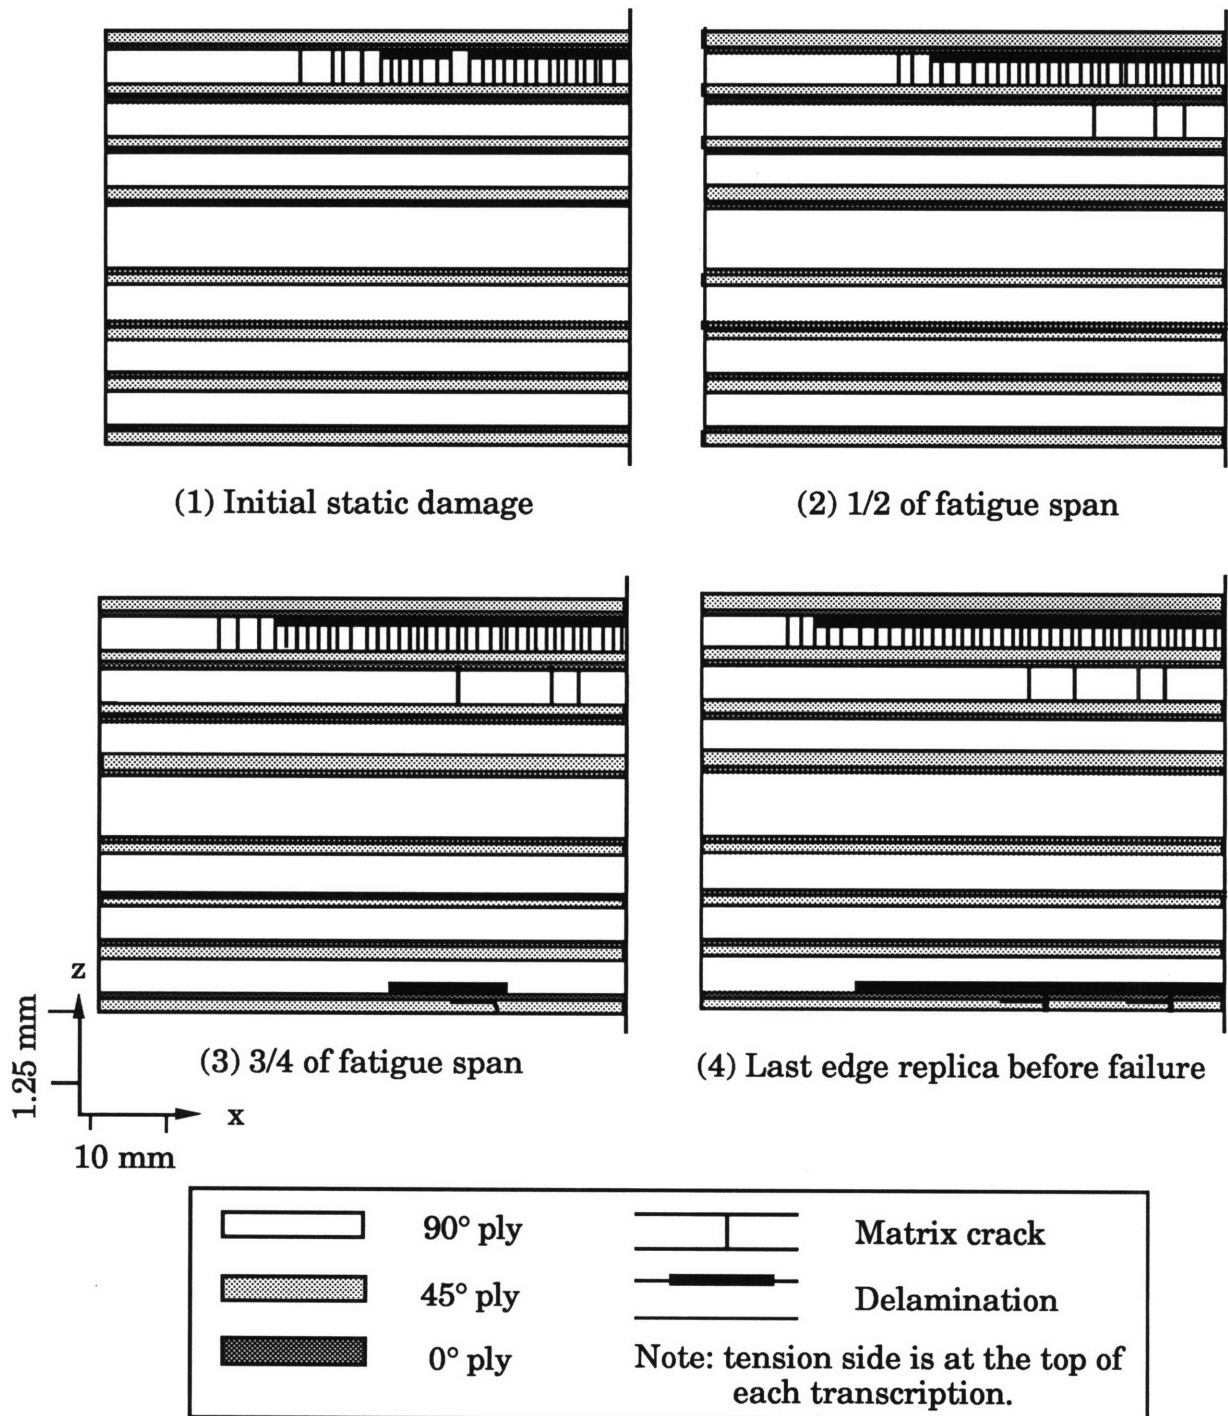 (1) Initial static damage
(2) 1/2 of fatigue span
z
1.25 mm
x
10 mm
(3) 3/4 of fatigue span
(4) Last edge replica before failure
90° ply
Matrix crack
45° ply
Delamination
0° ply
Note: tension side is at the top of
each transcription.